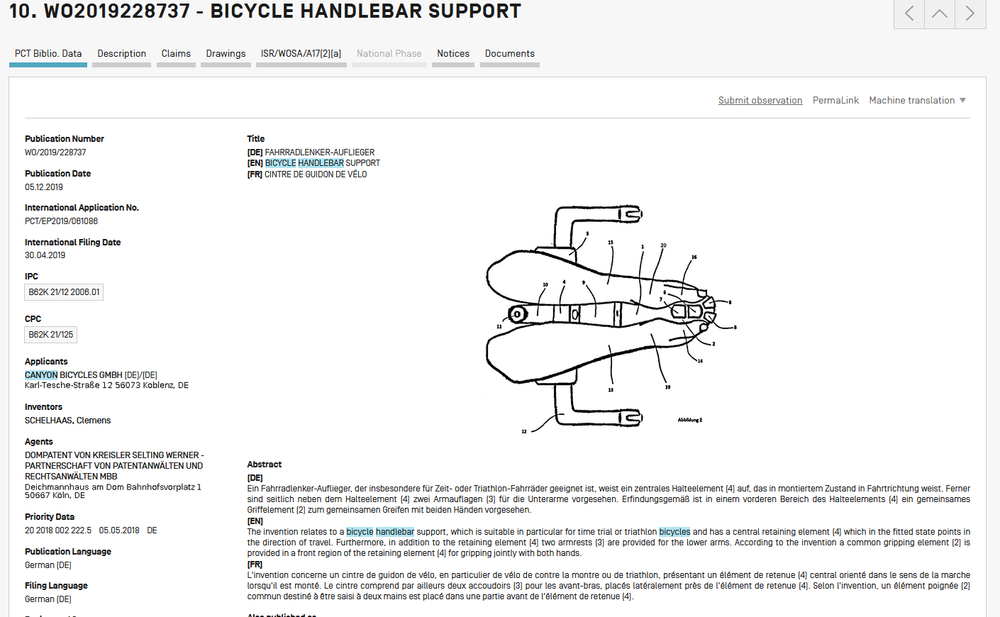 10. WO2019228737 - BICYCLE HANDLEBAR SUPPORT
PCT Biblio. Data
Description
Claims
Drawings
ISR/WOSA/A17(2)(a)
National Phase
Notices
Documents
Submit observation
PermaLink
Machine translation
Publication Number
WO/2019/228737
Publication Date
05.12.2019
International Application No.
PCT/EP2019/061086
International Filing Date
30.04.2019
IPC
B62K 21/12 2006.01
CPC
B62K 21/125
Applicants
CANYON BICYCLES GMBH [DE]/[DE]
Karl-Tesche-Straße 12 56073 Koblenz, DE
Inventors
SCHELHAAS, Clemens
Agents
DOMPATENT VON KREISLER SELTING WERNER -
PARTNERSCHAFT VON PATENTANWÄLTEN UND
RECHTSANWÄLTEN MBB
Deichmannhaus am Dom Bahnhofsvorplatz 1
50667 Köln, DE
Priority Data
20 2018 002 222.5 05.05.2018 DE
Publication Language
German (DE)
Filing Language
German (DE)
Title
[DE] FAHRRADLENKER-AUFLIEGER
[EN] BICYCLE HANDLEBAR SUPPORT
[FR] CINTRE DE GUIDON DE VÉLO
3
15
1
20
16
10
4
9
6
7
8
11
8
2
14
13
19
12
Abbildung 2
Abstract
[DE]
Ein Fahrradlenker-Auflieger, der insbesondere für Zeit- oder Triathlon-Fahrräder geeignet ist, weist ein zentrales Halteelement (4) auf, das in montiertem Zustand in Fahrtrichtung weist. Ferner
sind seitlich neben dem Halteelement (4) zwei Armauflagen (3) für die Unterarme vorgesehen. Erfindungsgemäß ist in einem vorderen Bereich des Halteelements (4) ein gemeinsames
Griffelement (2) zum gemeinsamen Greifen mit beiden Händen vorgesehen.
[EN]
The invention relates to a bicycle handlebar support, which is suitable in particular for time trial or triathlon bicycles and has a central retaining element (4) which in the fitted state points in
the direction of travel. Furthermore, in addition to the retaining element (4) two armrests (3) are provided for the lower arms. According to the invention a common gripping element (2) is
provided in a front region of the retaining element (4) for gripping jointly with both hands.
[FR]
L'invention concerne un cintre de guidon de vélo, en particulier de vélo de contre la montre ou de triathlon, présentant un élément de retenue (4) central orienté dans le sens de la marche
lorsqu'il est monté. Le cintre comprend par ailleurs deux accoudoirs (3) pour les avant-bras, placés latéralement près de l'élément de retenue (4). Selon l'invention, un élément poignée (2)
commun destiné à être saisi à deux mains est placé dans une partie avant de l'élément de retenue (4).